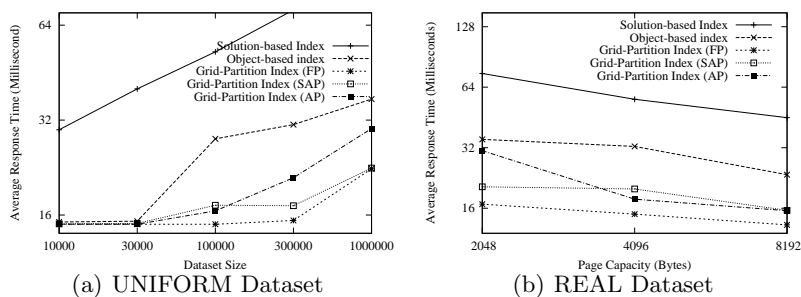 Average Response Time (Millisecond)
64
32
16
Solution-based Index
Object-based index
Grid-Partition Index (FP)
Grid-Partition Index (SAP)
Grid-Partition Index (AP)
10000 30000 100000 300000 1000000
Dataset Size
(a) UNIFORM Dataset
Average Response Time (Milliseconds)
128
64
32
16
Solution-based Index
Object-based index
Grid-Partition Index (FP)
Grid-Partition Index (SAP)
Grid-Partition Index (AP)
2048 4096 8192
Page Capacity (Bytes)
(b) REAL Dataset